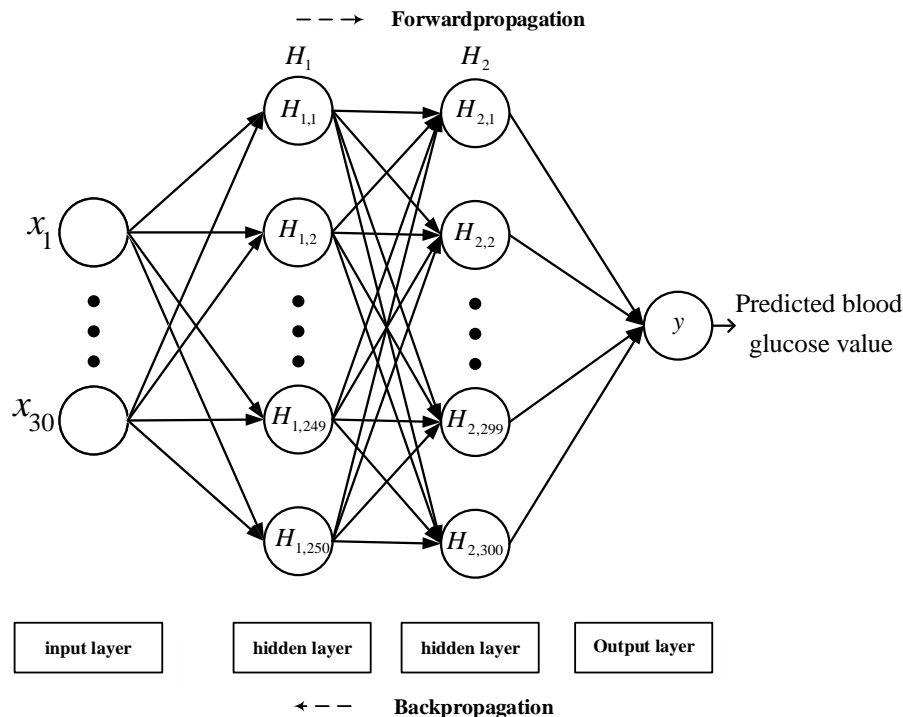 Forwardpropagation
H1
H2
H1,1
H2,1
x1
H1,2
H2,2
y
Predicted blood
glucose value
x30
H1,249
H2,299
H1,250
H2,300
input layer
hidden layer
hidden layer
Output layer
Backpropagation